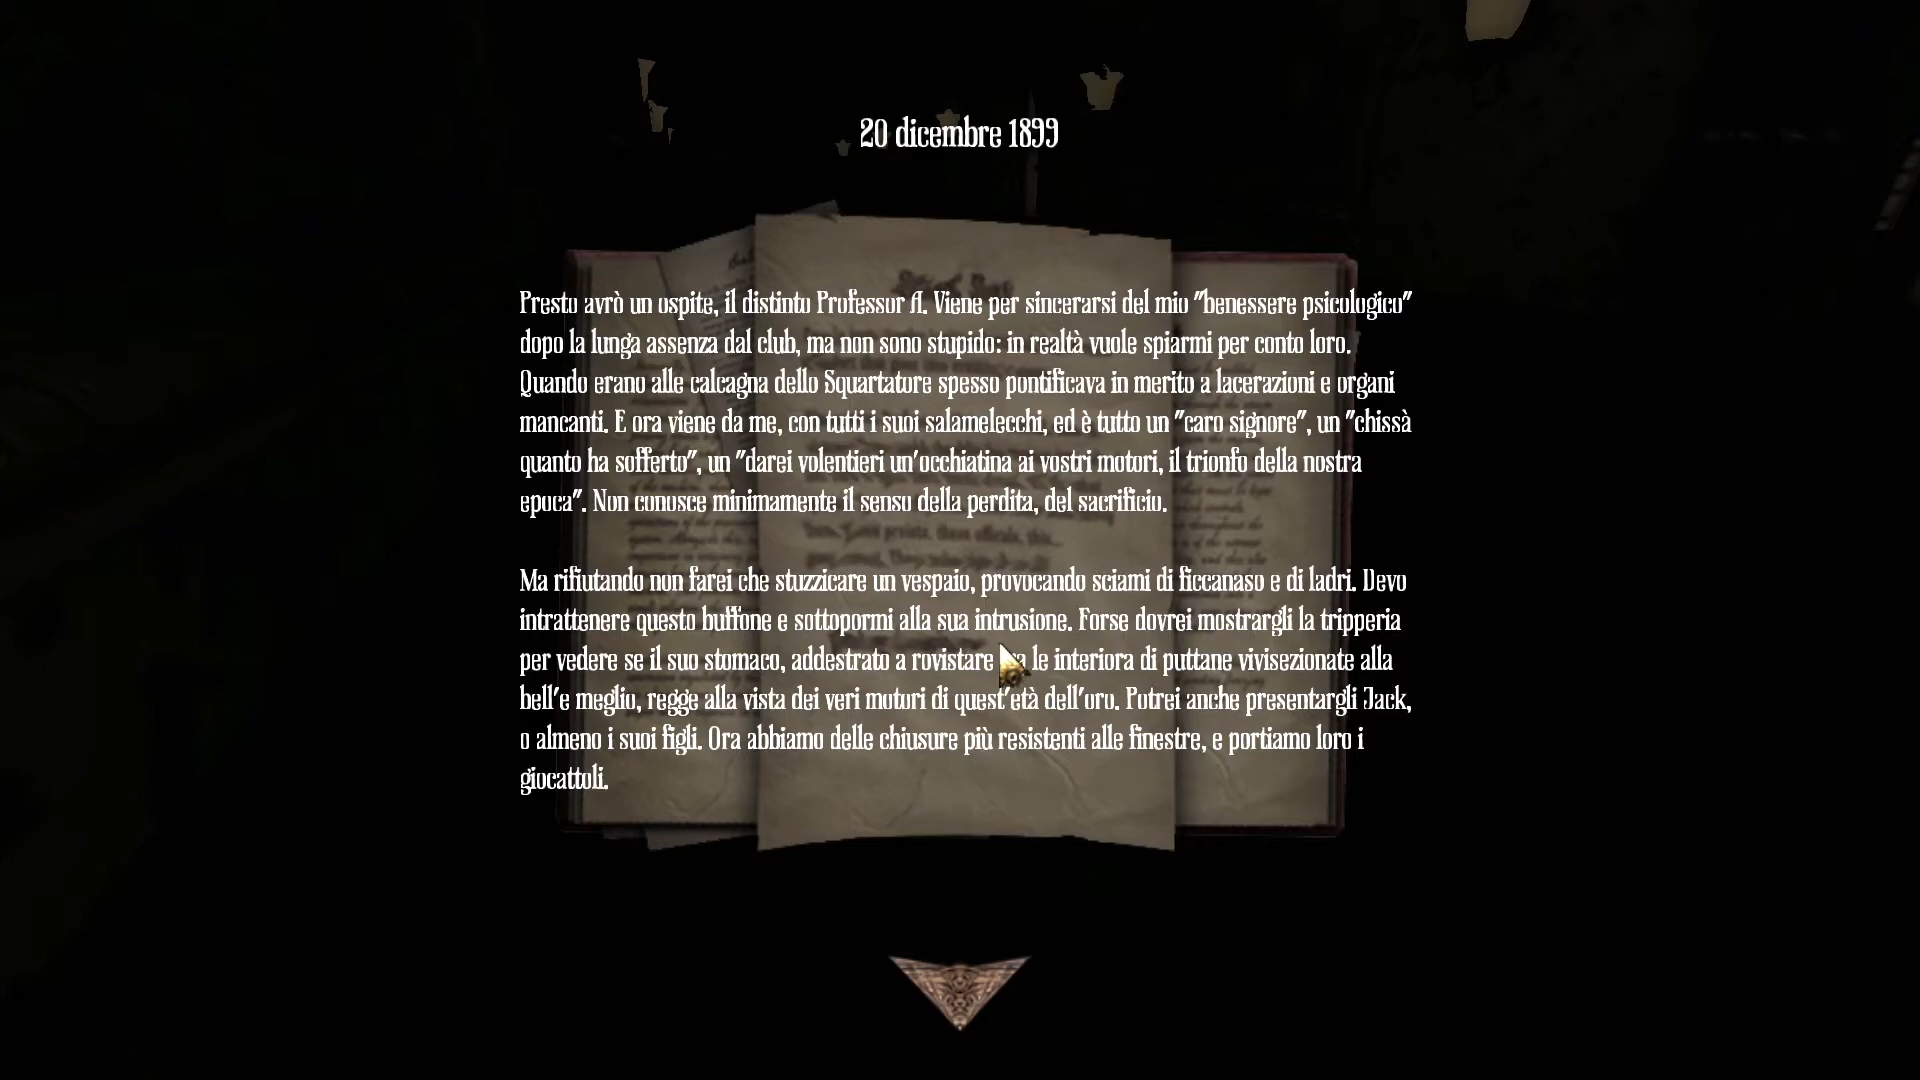 20 dicembre 1899
Presto avrò un ospite, il distinto Professor A. Viene per sincerarsi del mio "benessere psicologico"
dopo la lunga assenza dal club, ma non sono stupido: in realtà vuole spiarmi per conto loro.
Quando erano alle calcagna dello Squartatore spesso pontificava in merito a lacerazioni e organi
mancanti. E ora viene da me, con tutti i suoi salamelecchi, ed è tutto un "caro signore", un "chissà
quanto ha sofferto", un "darei volentieri un'occhiatina ai vostri motori, il trionfo della nostra
epoca". Non conosce minimamente il senso della perdita, del sacrificio.
Ma rifiutando non farei che stuzzicare un vespaio, provocando sciami di ficcanaso e di ladri. Devo
intrattenere questo buffone e sottopormi alla sua intrusione. Forse dovrei mostrargli la tripperia
per vedere se il suo stomaco, addestrato a rovistare le interiora di puttane vivisezionate alla
bell'e meglio, regge alla vista dei veri motori di quest'età dell'oro. Potrei anche presentargli Jack,
o almeno i suoi figli. Ora abbiamo delle chiusure più resistenti alle finestre, e portiamo loro i
giocattoli.